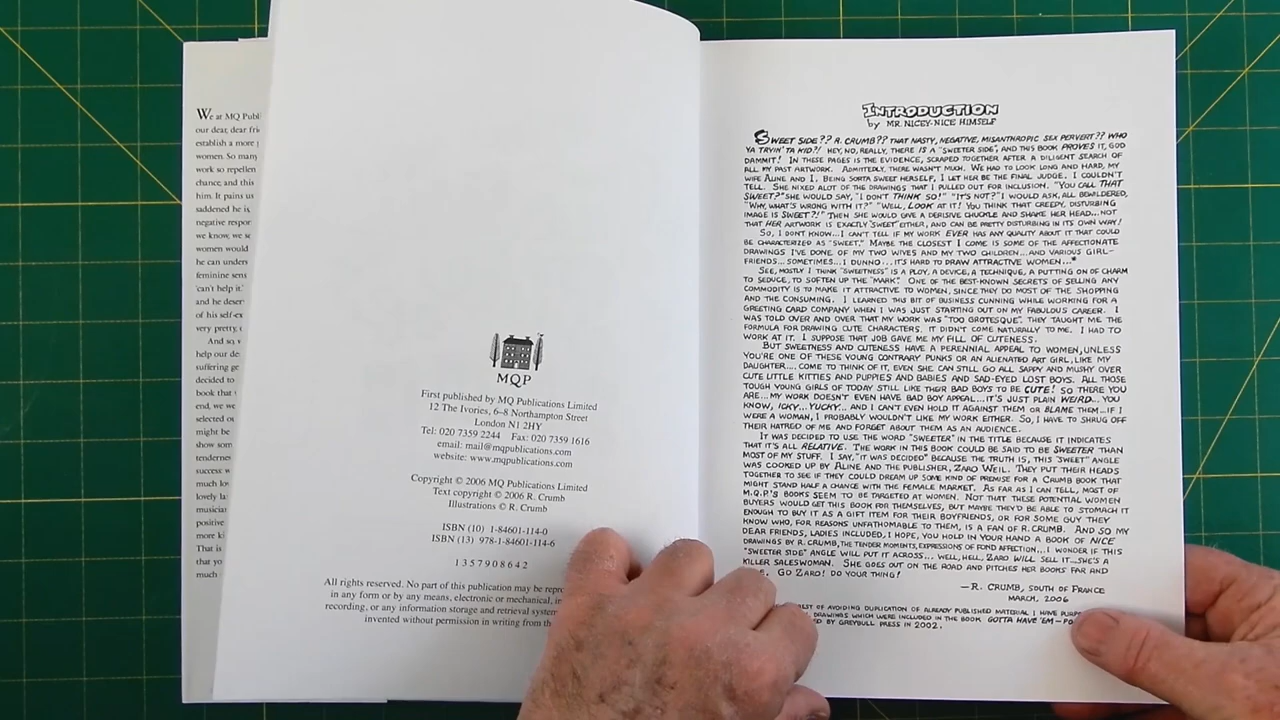 We at MQ Publ
our dear, dear frie
establish a more p
women. So many
work so repellen
chance, and this
him. It pains us
saddened he is
negative respon
we know, we se
women would
he can unders
feminine sens
'can't help it'
and he deser
of his self-ex
very pretty, 
And so, 
help our de
suffering ge
decided to
book that
end, we we
selected ou
might be
show som
tendernes
success w
much lov
lovely la
musician
positive
more ki
That is
that yo
much
MQP
First published by MQ Publications Limited
12 The Ivories, 6–8 Northampton Street
London N1 2HY
Tel: 020 7359 2244 Fax: 020 7359 1616
email: mail@mqpublications.com
website: www.mqpublications.com
Copyright © 2006 MQ Publications Limited
Text copyright © 2006 R. Crumb
Illustrations © R. Crumb
ISBN (10) 1-84601-114-0
ISBN (13) 978-1-84601-114-6
1 3 5 7 9 0 8 6 4 2
All rights reserved. No part of this publication may be repro
in any form or by any means, electronic or mechanical, in
recording, or any information storage and retrieval system
invented without permission in writing from th
INTRODUCTION
by MR. NICEY-NICE HIMSELF
SWEET SIDE?? R. CRUMB?? THAT NASTY, NEGATIVE, MISANTHROPIC SEX PERVERT?? WHO
YA TRYIN' TA KID?! HEY, NO, REALLY, THERE IS A "SWEETER SIDE", AND THIS BOOK PROVES IT, GOD
DAMMIT! IN THESE PAGES IS THE EVIDENCE, SCRAPED TOGETHER AFTER A DILIGENT SEARCH OF
ALL MY PAST ARTWORK. ADMITTEDLY, THERE WASN'T MUCH. WE HAD TO LOOK LONG AND HARD, MY
WIFE ALINE AND I. BEING SORTA SWEET HERSELF, I LET HER BE THE FINAL JUDGE. I COULDN'T
TELL. SHE NIXED ALOT OF THE DRAWINGS THAT I PULLED OUT FOR INCLUSION. "YOU CALL THAT
SWEET?" SHE WOULD SAY, "I DON'T THINK SO!" "IT'S NOT?" I WOULD ASK, ALL BEWILDERED,
"WHY, WHAT'S WRONG WITH IT?" "WELL, LOOK AT IT! YOU THINK THAT CREEPY, DISTURBING
IMAGE IS SWEET?!" THEN SHE WOULD GIVE A DERISIVE CHUCKLE AND SHAKE HER HEAD...NOT
THAT HER ARTWORK IS EXACTLY "SWEET" EITHER, AND CAN BE PRETTY DISTURBING IN ITS OWN WAY!
SO, I DON'T KNOW... I CAN'T TELL IF MY WORK EVER HAS ANY QUALITY ABOUT IT THAT COULD
BE CHARACTERIZED AS "SWEET." MAYBE THE CLOSEST I COME IS SOME OF THE AFFECTIONATE
DRAWINGS I'VE DONE OF MY TWO WIVES AND MY TWO CHILDREN...AND VARIOUS GIRL-
FRIENDS...SOMETIMES... I DUNNO...IT'S HARD TO DRAW ATTRACTIVE WOMEN...*
SEE, MOSTLY I THINK "SWEETNESS" IS A PLOY, A DEVICE, A TECHNIQUE, A PUTTING ON OF CHARM
TO SEDUCE, TO SOFTEN UP THE "MARK". ONE OF THE BEST-KNOWN SECRETS OF SELLING ANY
COMMODITY IS TO MAKE IT ATTRACTIVE TO WOMEN, SINCE THEY DO MOST OF THE SHOPPING
AND THE CONSUMING. I LEARNED THIS BIT OF BUSINESS CUNNING WHILE WORKING FOR A
GREETING CARD COMPANY WHEN I WAS JUST STARTING OUT ON MY FABULOUS CAREER. I
WAS TOLD OVER AND OVER THAT MY WORK WAS "TOO GROTESQUE". THEY TAUGHT ME THE
FORMULA FOR DRAWING CUTE CHARACTERS. IT DIDN'T COME NATURALLY TO ME. I HAD TO
WORK AT IT. I SUPPOSE THAT JOB GAVE ME MY FILL OF CUTENESS.
BUT SWEETNESS AND CUTENESS HAVE A PERENNIAL APPEAL TO WOMEN, UNLESS
YOU'RE ONE OF THESE YOUNG CONTRARY PUNKS OR AN ALIENATED ART GIRL, LIKE MY
DAUGHTER.... COME TO THINK OF IT, EVEN SHE CAN STILL GO ALL SAPPY AND MUSHY OVER
CUTE LITTLE KITTIES AND PUPPIES AND BABIES AND SAD-EYED LOST BOYS. ALL THOSE
TOUGH YOUNG GIRLS OF TODAY STILL LIKE THEIR BAD BOYS TO BE CUTE! SO THERE YOU
ARE... MY WORK DOESN'T EVEN HAVE BAD BOY APPEAL...IT'S JUST PLAIN WEIRD... YOU
KNOW, ICKY... YUCKY... AND I CAN'T EVEN HOLD IT AGAINST THEM OR BLAME THEM...IF I
WERE A WOMAN, I PROBABLY WOULDN'T LIKE MY WORK EITHER. SO, I HAVE TO SHRUG OFF
THEIR HATRED OF ME AND FORGET ABOUT THEM AS AN AUDIENCE.
IT WAS DECIDED TO USE THE WORD "SWEETER" IN THE TITLE BECAUSE IT INDICATES
THAT IT'S ALL RELATIVE. THE WORK IN THIS BOOK COULD BE SAID TO BE SWEETER THAN
MOST OF MY STUFF. I SAY, "IT WAS DECIDED" BECAUSE THE TRUTH IS, THIS "SWEET" ANGLE
WAS COOKED UP BY ALINE AND THE PUBLISHER, ZARO WEIL. THEY PUT THEIR HEADS
TOGETHER TO SEE IF THEY COULD DREAM UP SOME KIND OF PREMISE FOR A CRUMB BOOK THAT
MIGHT STAND HALF A CHANCE WITH THE FEMALE MARKET. AS FAR AS I CAN TELL, MOST OF
M.Q.P.'S BOOKS SEEM TO BE TARGETED AT WOMEN. NOT THAT THESE POTENTIAL WOMEN
BUYERS WOULD GET THIS BOOK FOR THEMSELVES, BUT MAYBE THEY'D BE ABLE TO STOMACH IT
ENOUGH TO BUY IT AS A GIFT ITEM FOR THEIR BOYFRIENDS, OR FOR SOME GUY THEY
KNOW WHO, FOR REASONS UNFATHOMABLE TO THEM, IS A FAN OF R. CRUMB. AND SO MY
DEAR FRIENDS, LADIES INCLUDED, I HOPE, YOU HOLD IN YOUR HAND A BOOK OF NICE
DRAWINGS BY R. CRUMB, THE TENDER MOMENTS, EXPRESSIONS OF FOND AFFECTION... I WONDER IF THIS
"SWEETER SIDE" ANGLE WILL PUT IT ACROSS... WELL, HELL, ZARO WILL SELL IT...SHE'S A
KILLER SALESWOMAN. SHE GOES OUT ON THE ROAD AND PITCHES HER BOOKS FAR AND
GO ZARO! DO YOUR THING!
—R. CRUMB, SOUTH OF FRANCE
MARCH, 2006
REST OF AVOIDING DUPLICATION OF ALREADY PUBLISHED MATERIAL I HAVE PURPO
DRAWINGS WHICH WERE INCLUDED IN THE BOOK GOTTA HAVE 'EM—PO
ED BY GREYBULL PRESS IN 2002.